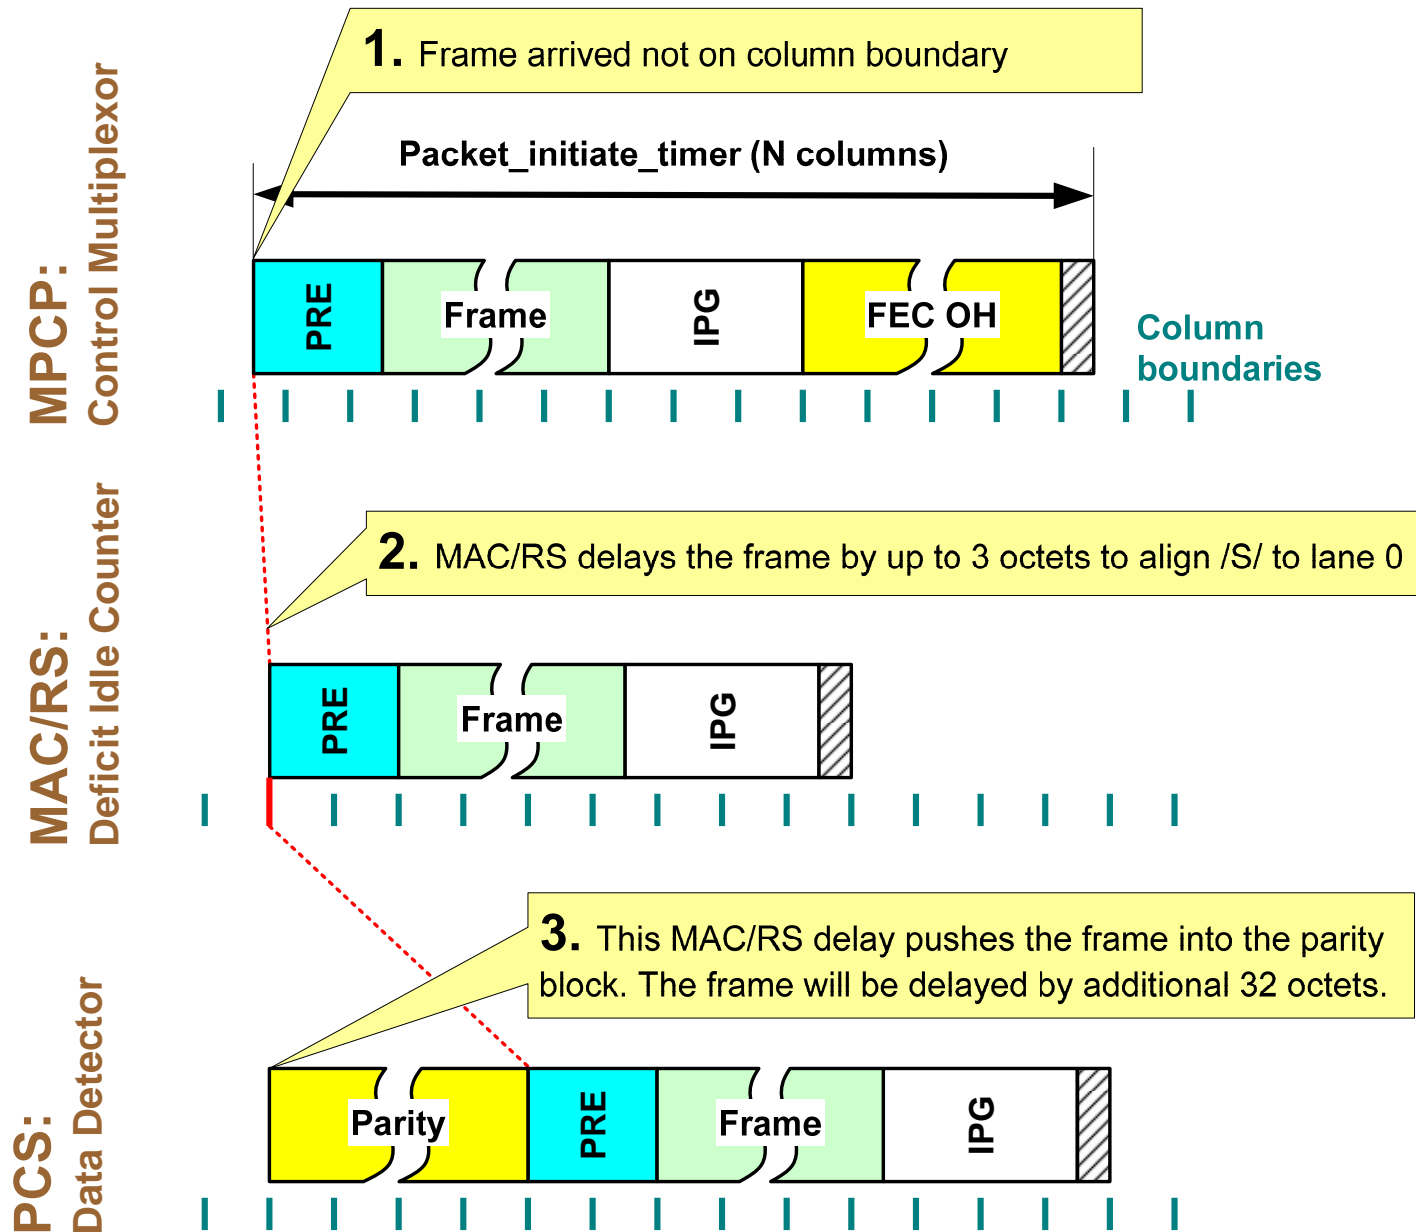 1. Frame arrived not on column boundary
Packet_initiate_timer (N columns)
MPCP:
Control Multiplexor
PRE
Frame
IPG
FEC OH
Column
boundaries
2. MAC/RS delays the frame by up to 3 octets to align /S/ to lane 0
MAC/RS:
Deficit Idle Counter
PRE
Frame
IPG
3. This MAC/RS delay pushes the frame into the parity
block. The frame will be delayed by additional 32 octets.
PCS:
Data Detector
Parity
PRE
Frame
IPG